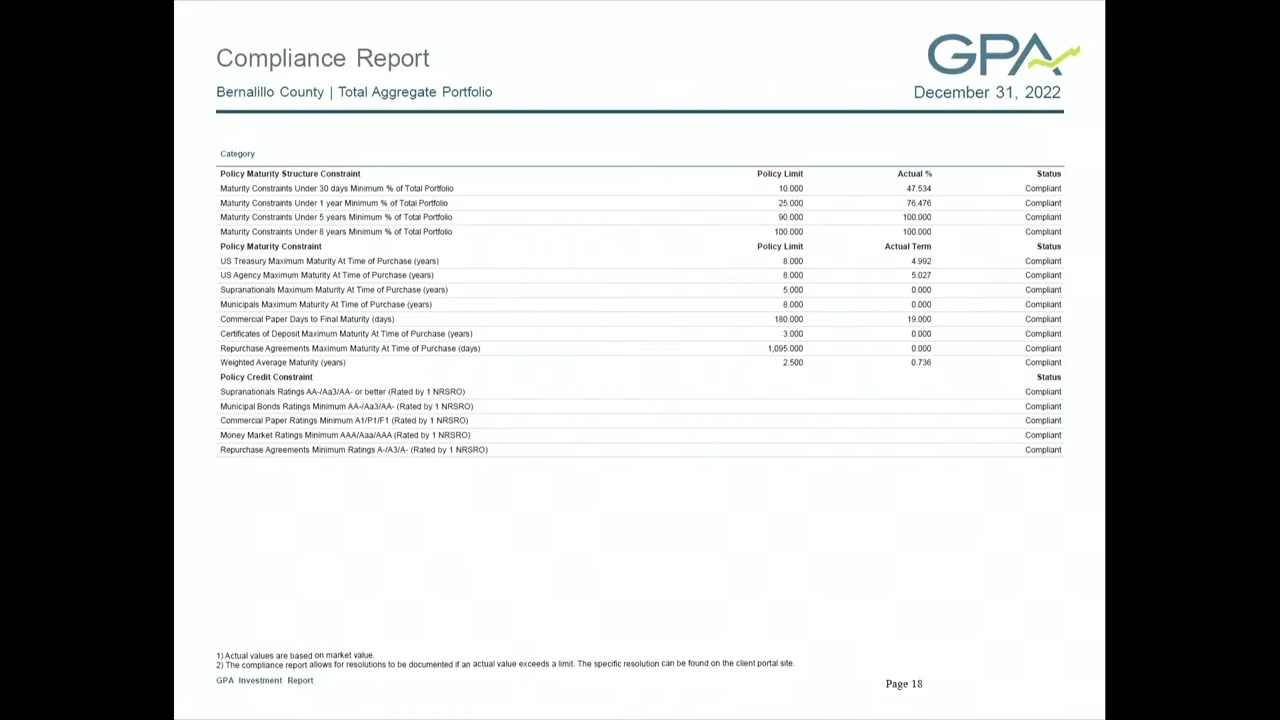 Compliance Report
GPA
Bernalillo County | Total Aggregate Portfolio
December 31, 2022
Category
Policy Maturity Structure Constraint Policy Limit Actual % Status
Maturity Constraints Under 30 days Minimum % of Total Portfolio 10.000 47.534 Compliant
Maturity Constraints Under 1 year Minimum % of Total Portfolio 25.000 76.476 Compliant
Maturity Constraints Under 5 years Minimum % of Total Portfolio 90.000 100.000 Compliant
Maturity Constraints Under 8 years Minimum % of Total Portfolio 100.000 100.000 Compliant
Policy Maturity Constraint Policy Limit Actual Term Status
US Treasury Maximum Maturity At Time of Purchase (years) 8.000 4.992 Compliant
US Agency Maximum Maturity At Time of Purchase (years) 8.000 5.027 Compliant
Supranationals Maximum Maturity At Time of Purchase (years) 5.000 0.000 Compliant
Municipals Maximum Maturity At Time of Purchase (years) 8.000 0.000 Compliant
Commercial Paper Days to Final Maturity (days) 180.000 19.000 Compliant
Certificates of Deposit Maximum Maturity At Time of Purchase (years) 3.000 0.000 Compliant
Repurchase Agreements Maximum Maturity At Time of Purchase (days) 1,095.000 0.000 Compliant
Weighted Average Maturity (years) 2.500 0.736 Compliant
Policy Credit Constraint Status
Supranationals Ratings AA-/Aa3/AA- or better (Rated by 1 NRSRO) Compliant
Municipal Bonds Ratings Minimum AA-/Aa3/AA- (Rated by 1 NRSRO) Compliant
Commercial Paper Ratings Minimum A1/P1/F1 (Rated by 1 NRSRO) Compliant
Money Market Ratings Minimum AAA/Aaa/AAA (Rated by 1 NRSRO) Compliant
Repurchase Agreements Minimum Ratings A-/A3/A- (Rated by 1 NRSRO) Compliant
1) Actual values are based on market value.
2) The compliance report allows for resolutions to be documented if an actual value exceeds a limit. The specific resolution can be found on the client portal site.
GPA Investment Report
Page 18